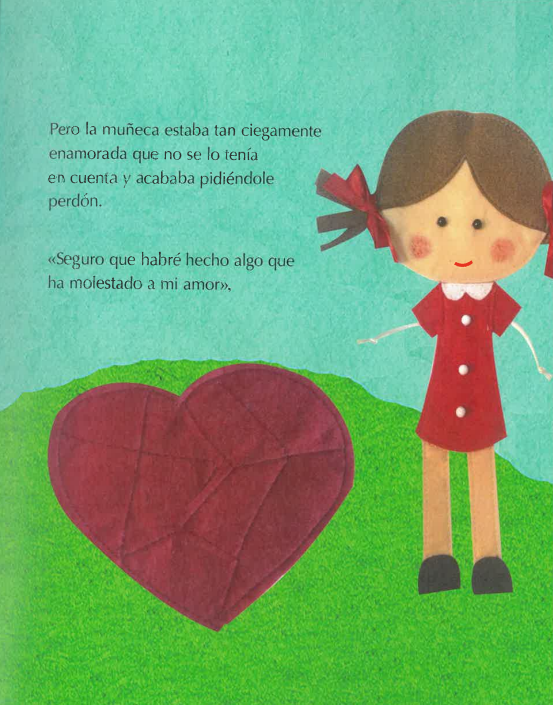 Pero la muñeca estaba tan ciegamente
enamorada que no se lo tenía
en cuenta y acababa pidiéndole
perdón.
«Seguro que habré hecho algo que
ha molestado a mi amor»,